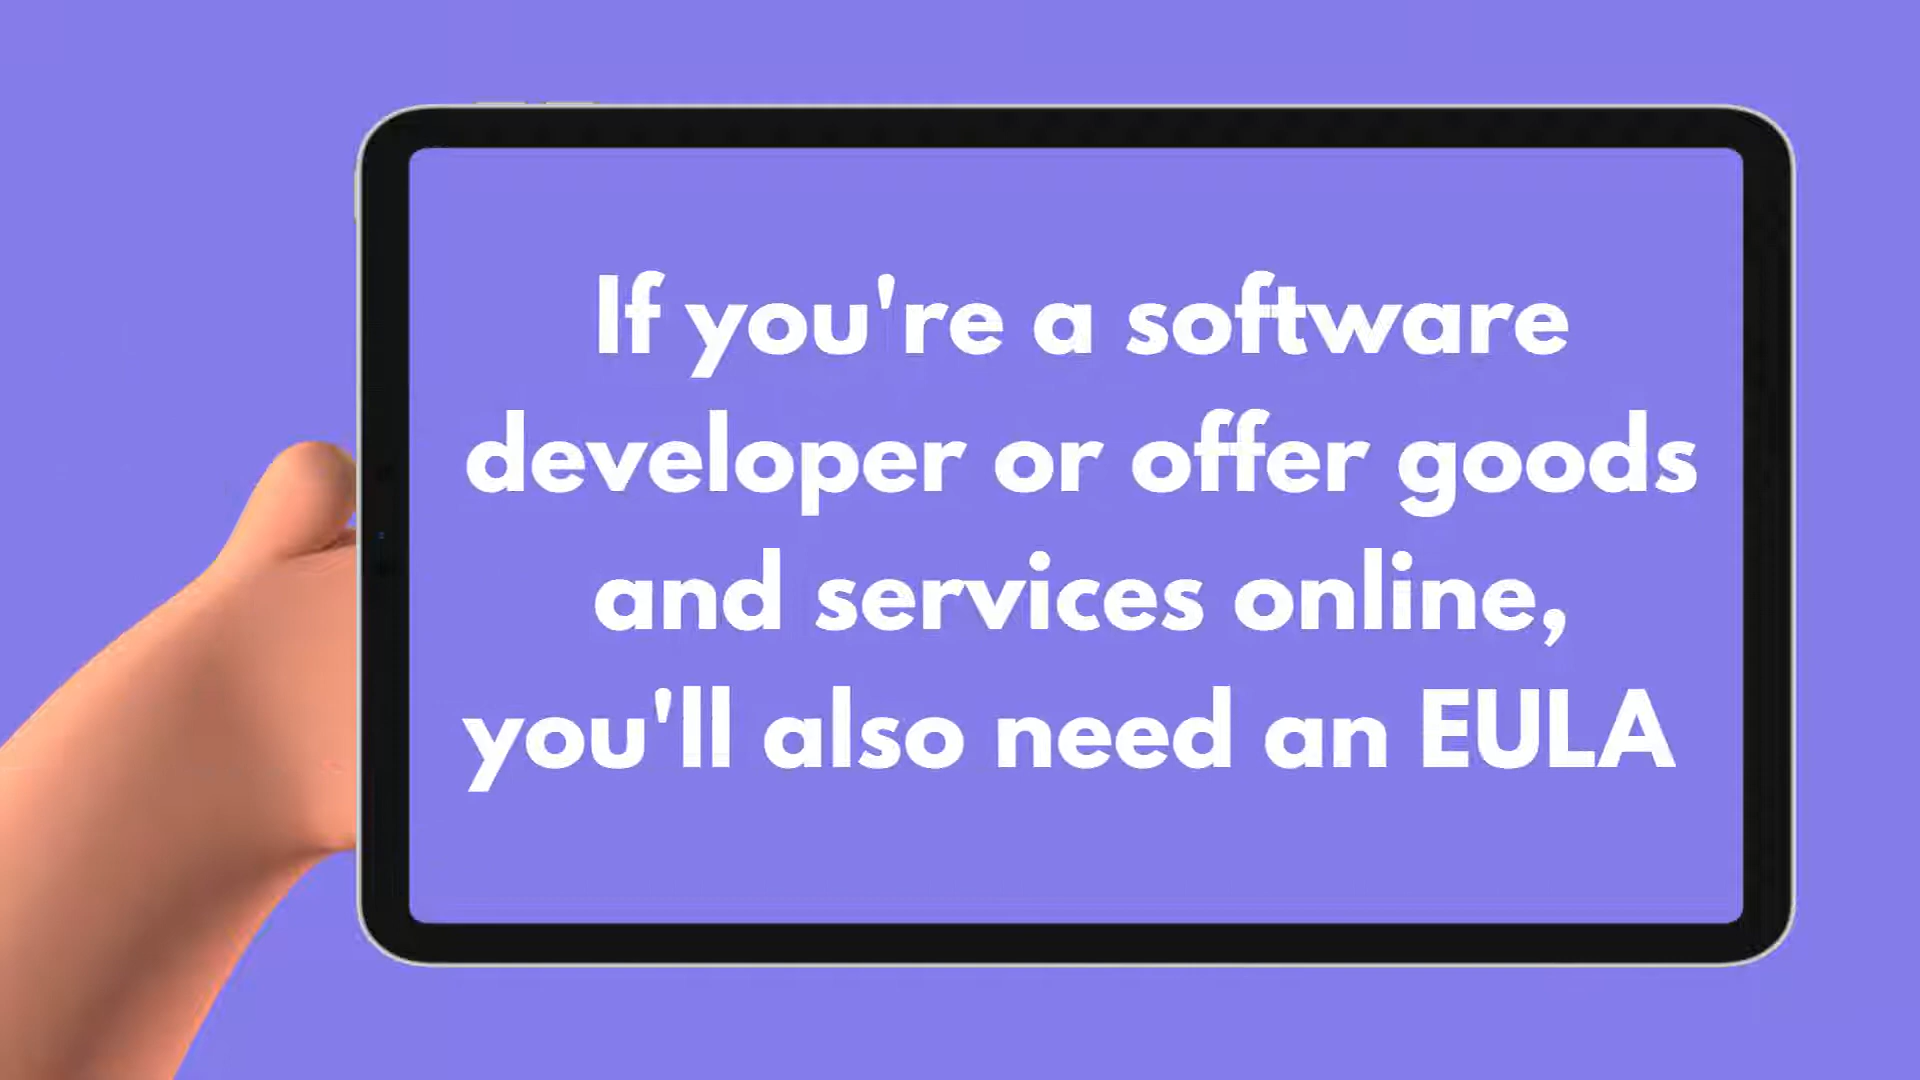 If you're a software
developer or offer goods
and services online,
you'll also need an EULA